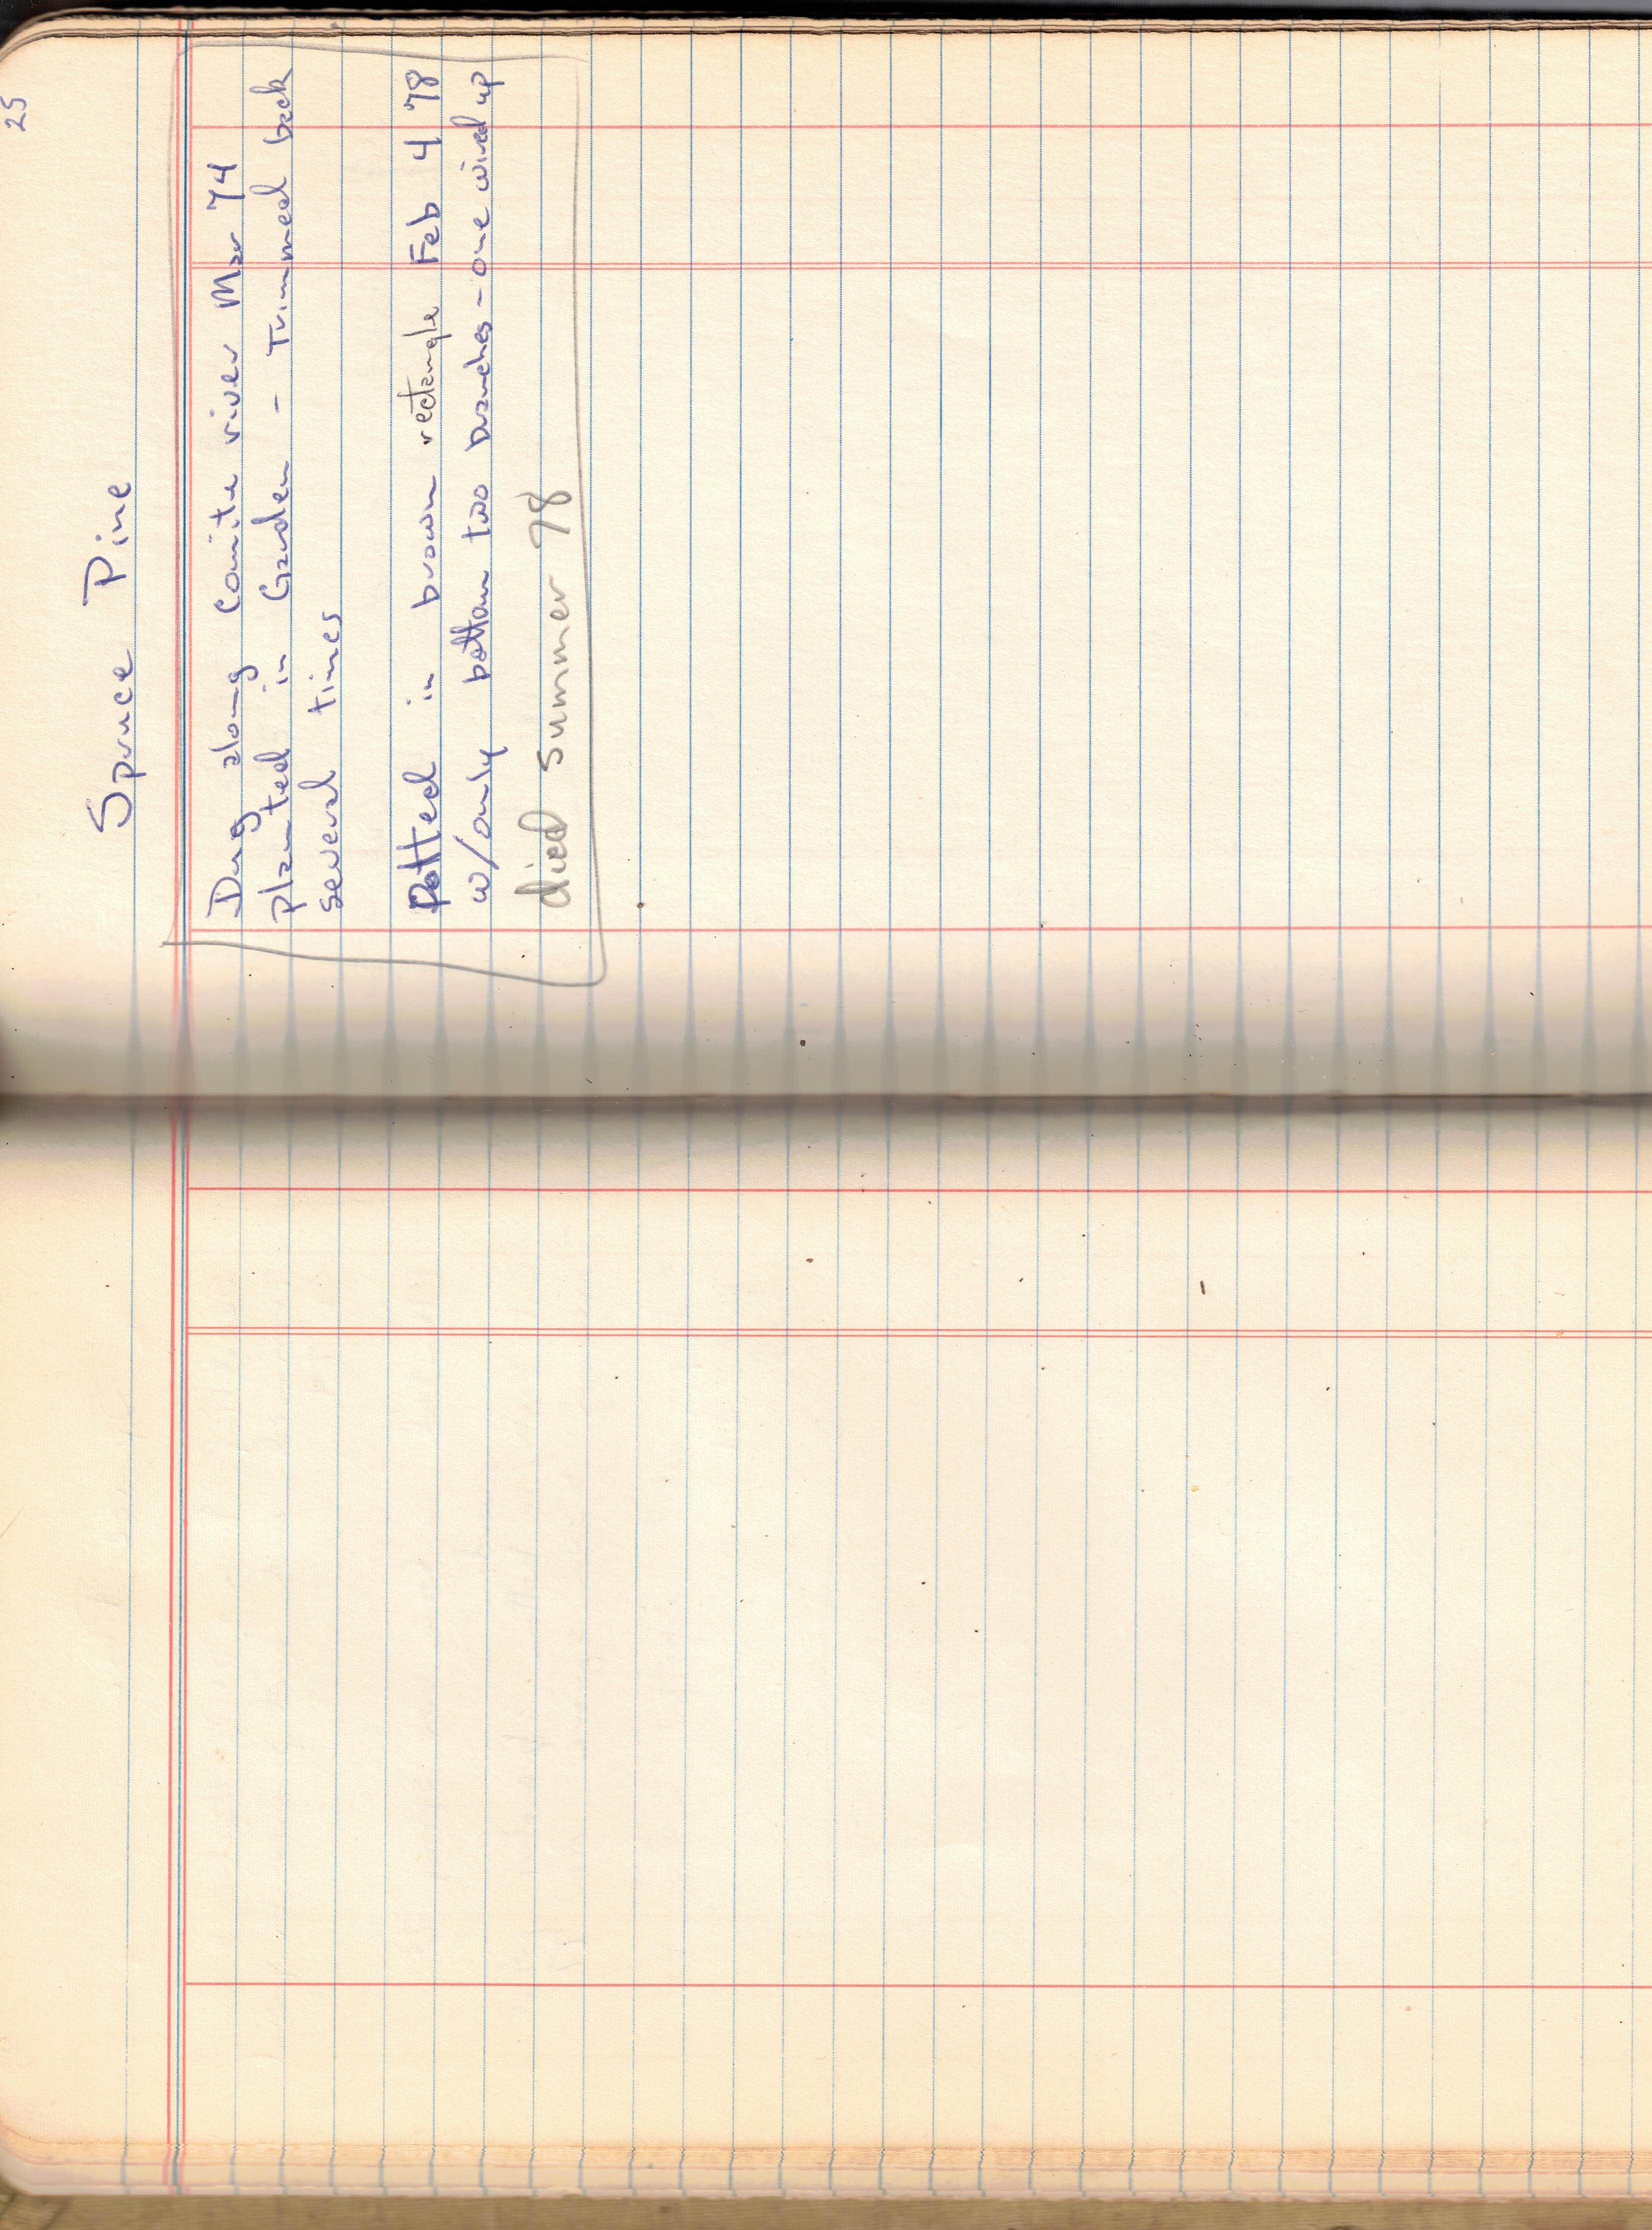 25
Spruce Pine
Dug along Comite river Mar 74
planted in Garden - Trimmed back
several times
Potted in brown rectangle Feb 4 78
w/only bottom two branches - one wired up
died summer 78